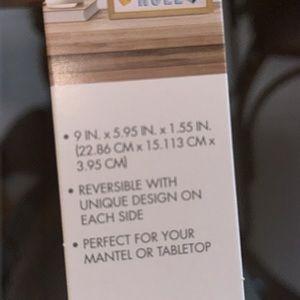 RULE
• 9 IN. x 5.95 IN. x 1.55 IN.
(22.86 CM x 15.113 CM x
3.95 CM)
• REVERSIBLE WITH
UNIQUE DESIGN ON
EACH SIDE
• PERFECT FOR YOUR
MANTEL OR TABLETOP